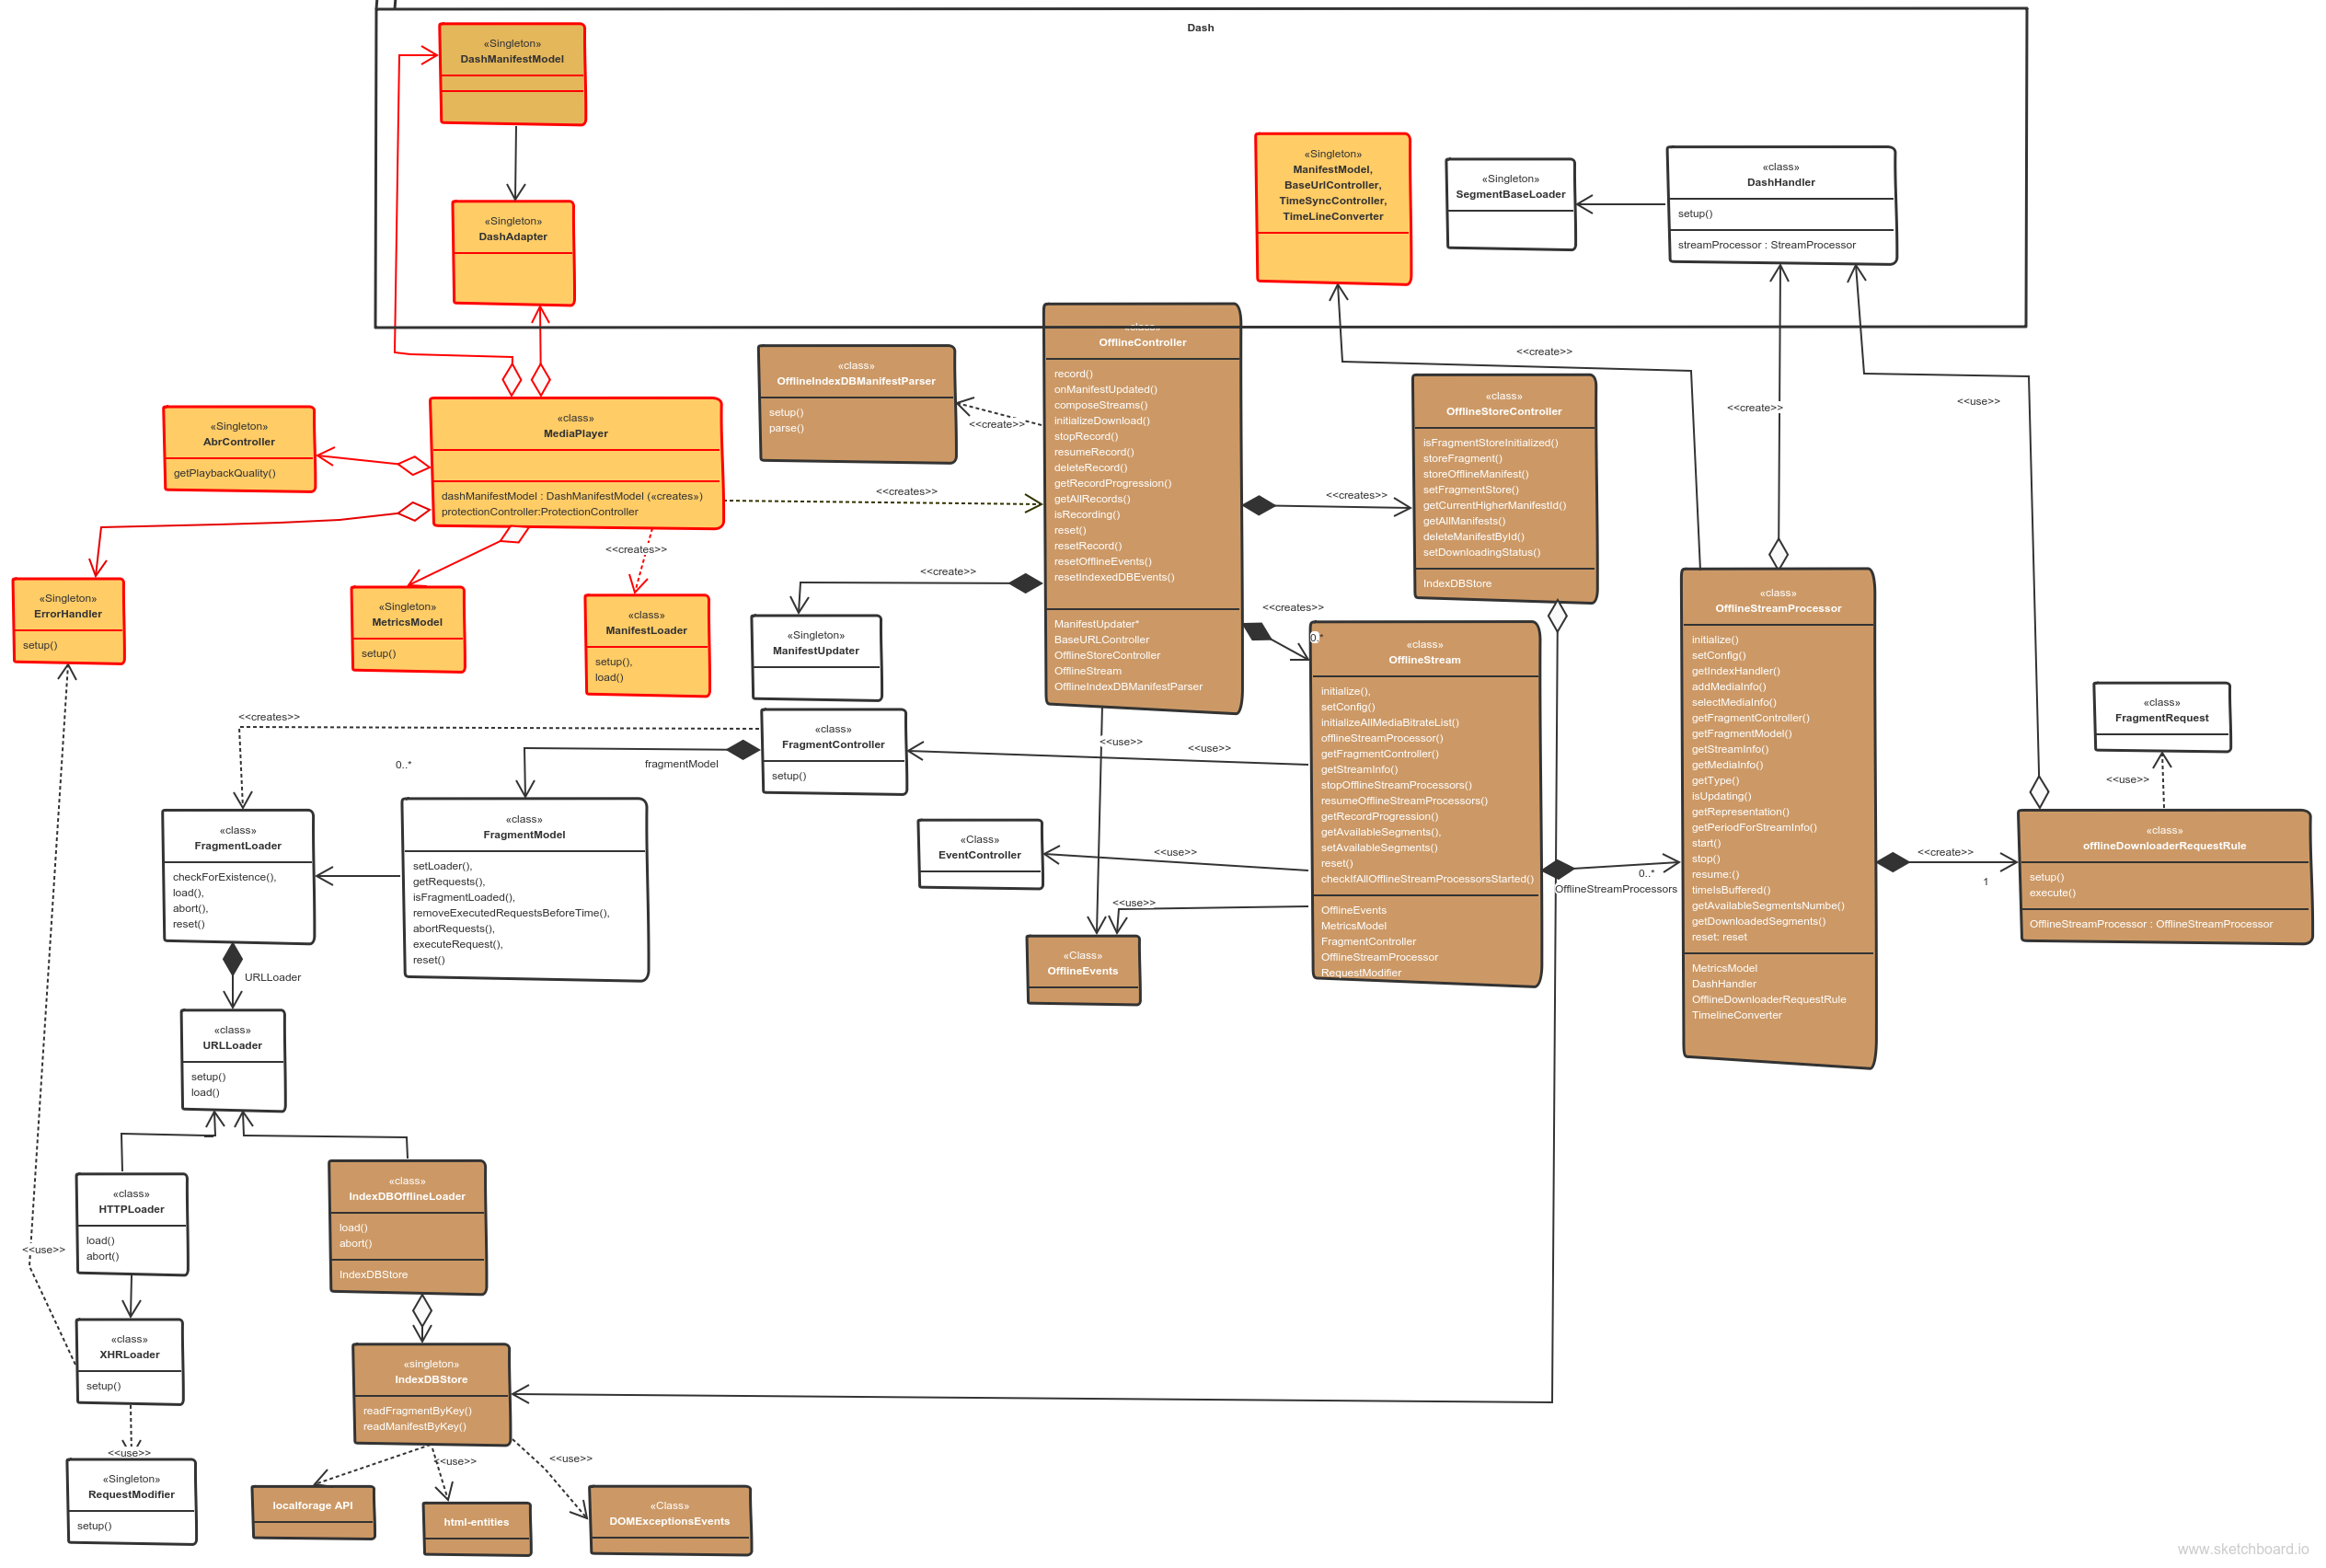 Dash
«Singleton»
DashManifestModel
«Singleton»
DashAdapter
«Singleton»
ManifestModel,
BaseUrlController,
TimeSyncController,
TimeLineConverter
«Singleton»
SegmentBaseLoader
«class»
DashHandler
setup()
streamProcessor : StreamProcessor
«class»
OfflineController
record()
onManifestUpdated()
composeStreams()
initializeDownload()
stopRecord()
resumeRecord()
deleteRecord()
getRecordProgression()
getAllRecords()
isRecording()
reset()
resetRecord()
resetOfflineEvents()
resetIndexedDBEvents()
ManifestUpdater*
BaseURLController
OfflineStoreController
OfflineStream
OfflineIndexDBManifestParser
«class»
OfflineIndexDBManifestParser
setup()
parse()
<<create>>
<<create>>
<<create>>
<<use>>
«class»
OfflineStoreController
isFragmentStoreInitialized()
storeFragment()
storeOfflineManifest()
setFragmentStore()
getCurrentHigherManifestId()
getAllManifests()
deleteManifestById()
setDownloadingStatus()
IndexDBStore
«Singleton»
AbrController
getPlaybackQuality()
«class»
MediaPlayer
dashManifestModel : DashManifestModel («creates»)
protectionController:ProtectionController
<<creates>>
<<creates>>
<<creates>>
<<create>>
<<creates>>
0.*
«Singleton»
ErrorHandler
setup()
«Singleton»
MetricsModel
setup()
«class»
ManifestLoader
setup(),
load()
«Singleton»
ManifestUpdater
«class»
OfflineStream
initialize(),
setConfig()
initializeAllMediaBitrateList()
offlineStreamProcessor()
getFragmentController()
getStreamInfo()
stopOfflineStreamProcessors()
resumeOfflineStreamProcessors()
getRecordProgression()
getAvailableSegments(),
setAvailableSegments()
reset()
checkIfAllOfflineStreamProcessorsStarted()
OfflineEvents
MetricsModel
FragmentController
OfflineStreamProcessor
RequestModifier
«class»
OfflineStreamProcessor
initialize()
setConfig()
getIndexHandler()
addMediaInfo()
selectMediaInfo()
getFragmentController()
getFragmentModel()
getStreamInfo()
getMediaInfo()
getType()
isUpdating()
getRepresentation()
getPeriodForStreamInfo()
start()
stop()
resume:()
timeIsBuffered()
getAvailableSegmentsNumbe()
getDownloadedSegments()
reset: reset
MetricsModel
DashHandler
OfflineDownloaderRequestRule
TimelineConverter
«class»
FragmentRequest
<<use>>
«class»
offlineDownloaderRequestRule
setup()
execute()
OfflineStreamProcessor : OfflineStreamProcessor
<<create>>
1
0..*
OfflineStreamProcessors
<<creates>>
0..*
fragmentModel
«class»
FragmentController
setup()
<<use>>
<<use>>
«Class»
EventController
<<use>>
<<use>>
«Class»
OfflineEvents
«class»
FragmentLoader
checkForExistence(),
load(),
abort(),
reset()
«class»
FragmentModel
setLoader(),
getRequests(),
isFragmentLoaded(),
removeExecutedRequestsBeforeTime(),
abortRequests(),
executeRequest(),
reset()
URLLoader
«class»
URLLoader
setup()
load()
«class»
HTTPLoader
load()
abort()
«class»
IndexDBOfflineLoader
load()
abort()
IndexDBStore
<<use>>
«class»
XHRLoader
setup()
«singleton»
IndexDBStore
readFragmentByKey()
readManifestByKey()
<<use>>
<<use>>
<<use>>
«Singleton»
RequestModifier
setup()
localforage API
html-entities
«Class»
DOMExceptionsEvents
www.sketchboard.io